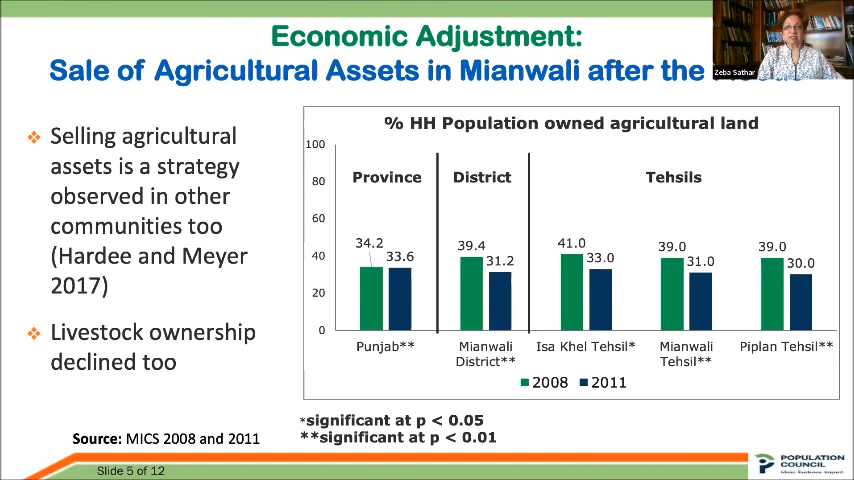 Economic Adjustment:
Sale of Agricultural Assets in Mianwali after the
Zeba Sathar
❖ Selling agricultural
assets is a strategy
observed in other
communities too
(Hardee and Meyer
2017)
❖ Livestock ownership
declined too
Source: MICS 2008 and 2011
% HH Population owned agricultural land
100
80
60
40
20
0
Province
District
Tehsils
34.2
33.6
39.4
31.2
41.0
33.0
39.0
31.0
39.0
30.0
Punjab**
Mianwali
District**
Isa Khel Tehsil*
Mianwali
Tehsil**
Piplan Tehsil**
2008 2011
*significant at p < 0.05
**significant at p < 0.01
Slide 5 of 12
POPULATION
COUNCIL
Ideas. Evidence. Impact.